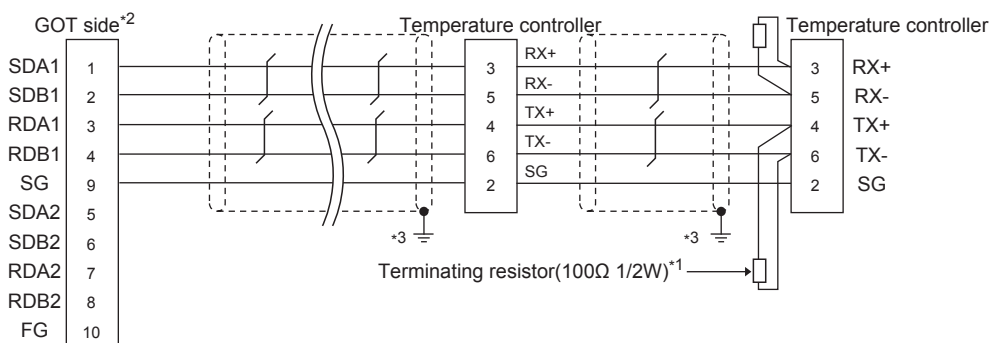 GOT side*2 Temperature controller Temperature controller
SDA1 1 3 RX+ 3 RX+
SDB1 2 5 RX- 5 RX-
RDA1 3 4 TX+ 4 TX+
RDB1 4 6 TX- 6 TX-
SG 9 2 SG 2 SG
SDA2 5
SDB2 6 *3 *3
RDA2 7 Terminating resistor(100Ω 1/2W)*1
RDB2 8
FG 10